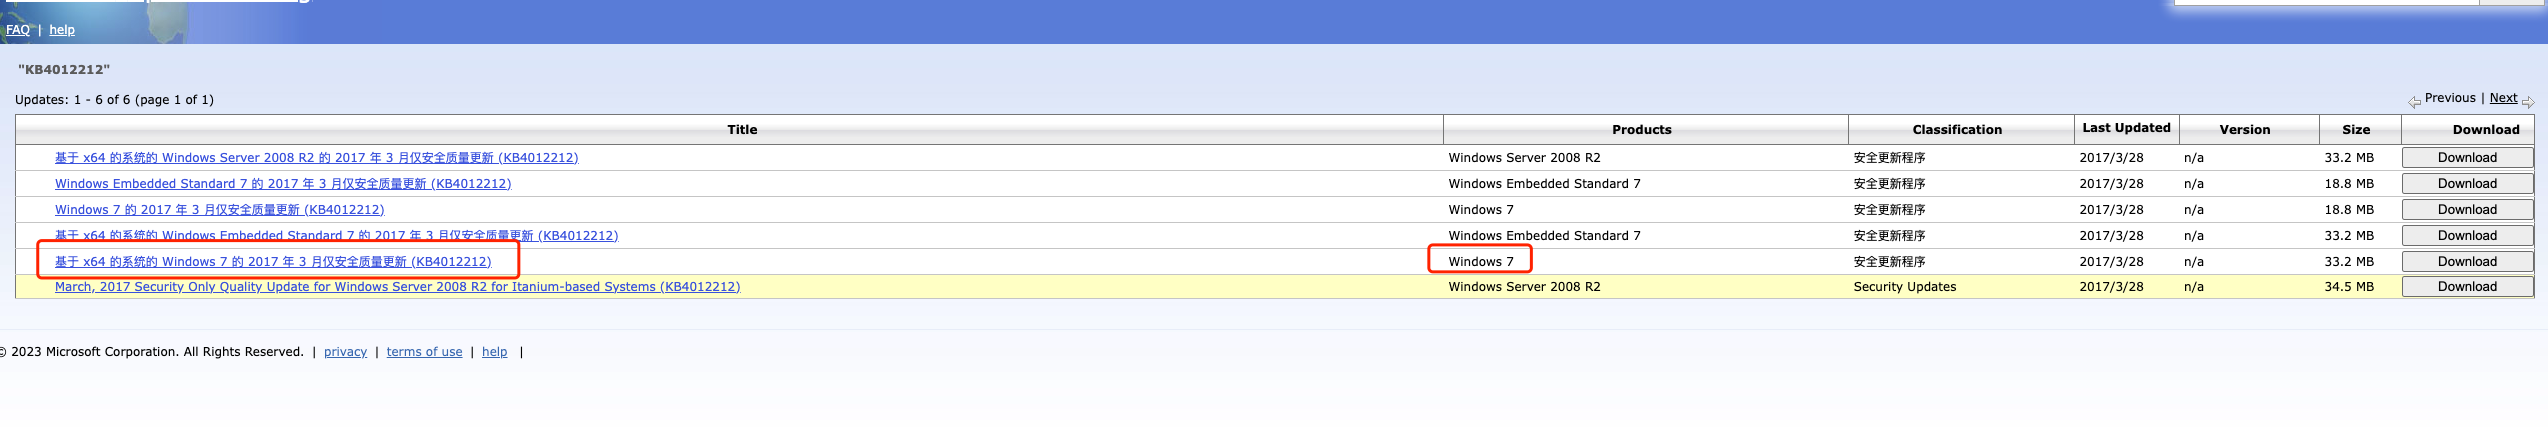 FAQ | help
"KB4012212"
Updates: 1 - 6 of 6 (page 1 of 1)
Previous | Next
Title Products Classification Last Updated Version Size Download
基于 x64 的系统的 Windows Server 2008 R2 的 2017 年 3 月仅安全质量更新 (KB4012212) Windows Server 2008 R2 安全更新程序 2017/3/28 n/a 33.2 MB Download
Windows Embedded Standard 7 的 2017 年 3 月仅安全质量更新 (KB4012212) Windows Embedded Standard 7 安全更新程序 2017/3/28 n/a 18.8 MB Download
Windows 7 的 2017 年 3 月仅安全质量更新 (KB4012212) Windows 7 安全更新程序 2017/3/28 n/a 18.8 MB Download
基于 x64 的系统的 Windows Embedded Standard 7 的 2017 年 3 月仅安全质量更新 (KB4012212) Windows Embedded Standard 7 安全更新程序 2017/3/28 n/a 33.2 MB Download
基于 x64 的系统的 Windows 7 的 2017 年 3 月仅安全质量更新 (KB4012212) Windows 7 安全更新程序 2017/3/28 n/a 33.2 MB Download
March, 2017 Security Only Quality Update for Windows Server 2008 R2 for Itanium-based Systems (KB4012212) Windows Server 2008 R2 Security Updates 2017/3/28 n/a 34.5 MB Download
© 2023 Microsoft Corporation. All Rights Reserved. | privacy | terms of use | help |